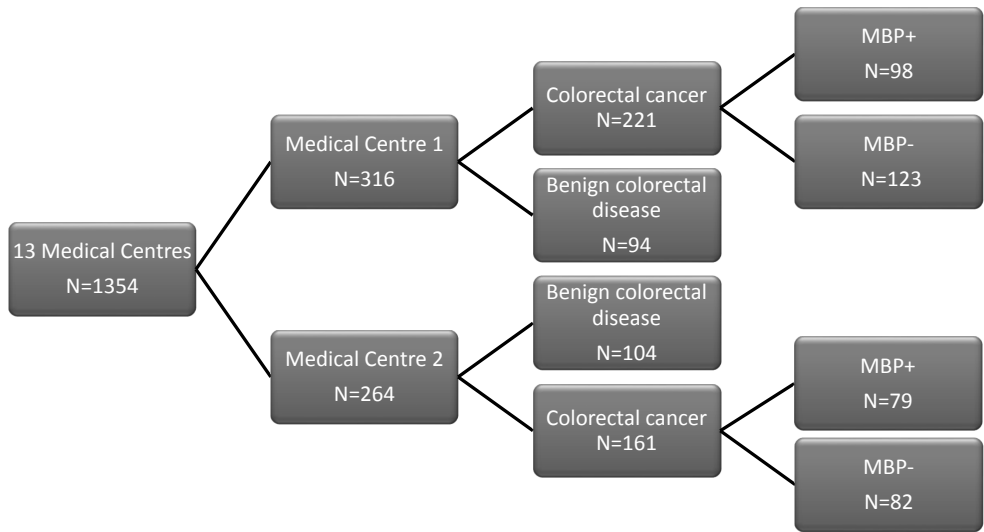 13 Medical Centres
N=1354
Medical Centre 1
N=316
Colorectal cancer
N=221
MBP+
N=98
MBP-
N=123
Benign colorectal
disease
N=94
Medical Centre 2
N=264
Benign colorectal
disease
N=104
Colorectal cancer
N=161
MBP+
N=79
MBP-
N=82